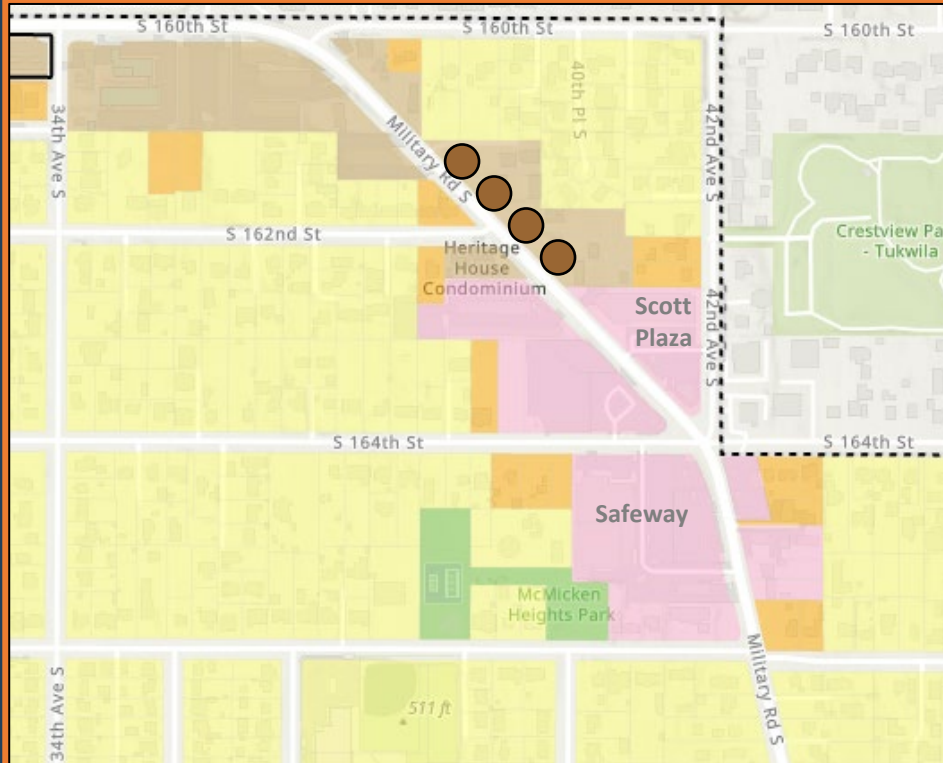 S 160th St
S 160th St
S 160th St
34th Ave S
Military Rd S
40th Pl S
42nd Ave S
S 162nd St
Heritage
House
Condominium
Crestview Pa
- Tukwila
Scott
Plaza
42nd Ave S
S 164th St
S 164th St
Safeway
McMicken
Heights Park
Military Rd S
34th Ave S
511 ft